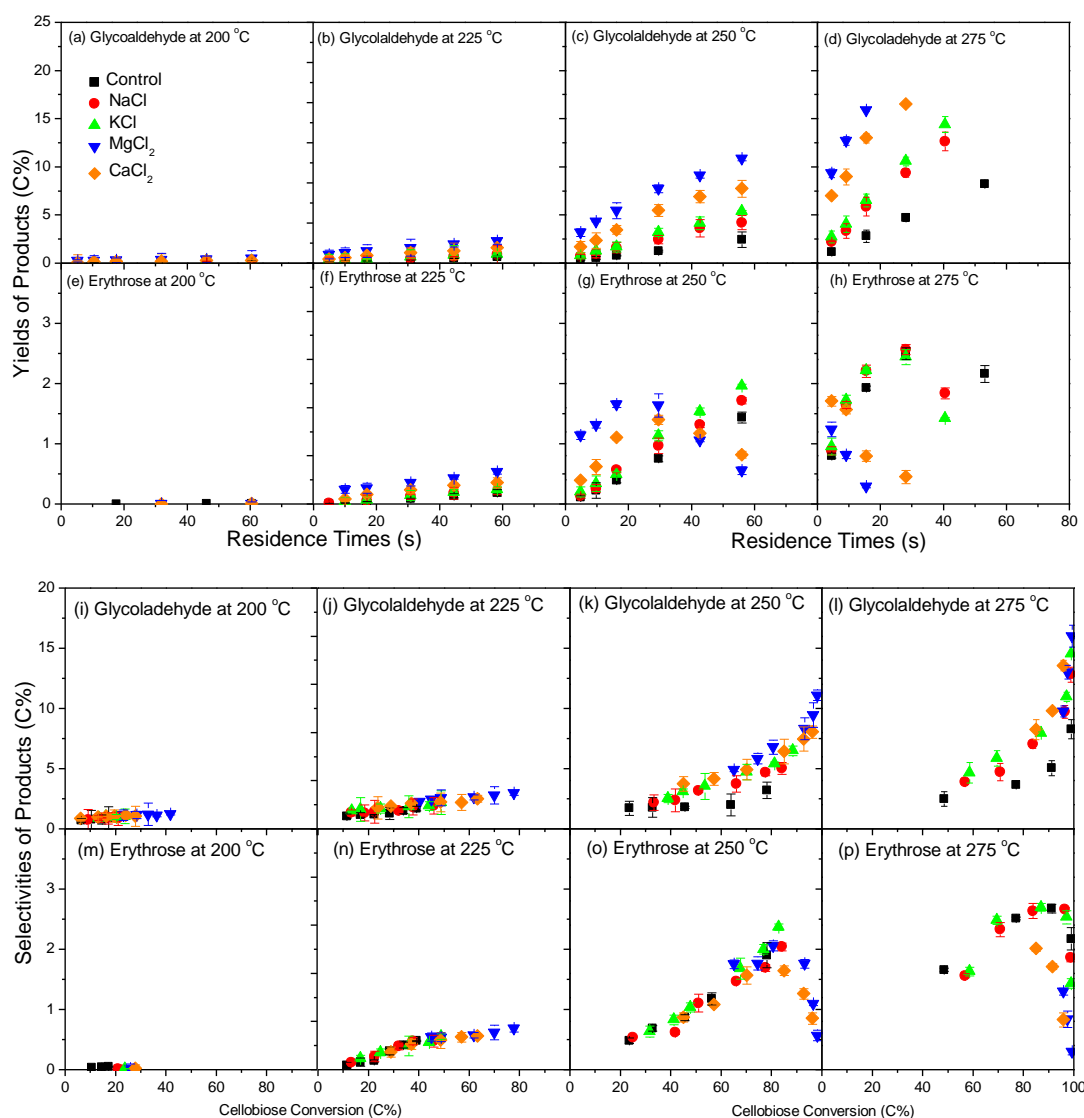 (a) Glycoaldehyde at 200 °C
(b) Glycolaldehyde at 225 °C
(c) Glycolaldehyde at 250 °C
(d) Glycoladehyde at 275 °C
25
20
15
10
5
0
Control
NaCl
KCl
MgCl2
CaCl2
Yields of Products (C%)
(e) Erythrose at 200 °C
(f) Erythrose at 225 °C
(g) Erythrose at 250 °C
(h) Erythrose at 275 °C
3
2
1
0
0 20 40 60 0 20 40 60 0 20 40 60 0 20 40 60 80
Residence Times (s) Residence Times (s)
(i) Glycoladehyde at 200 °C
(j) Glycolaldehyde at 225 °C
(k) Glycolaldehyde at 250 °C
(l) Glycolaldehyde at 275 °C
20
15
10
5
0
Selectivities of Products (C%)
(m) Erythrose at 200 °C
(n) Erythrose at 225 °C
(o) Erythrose at 250 °C
(p) Erythrose at 275 °C
3
2
1
0
0 20 40 60 80 0 20 40 60 80 0 20 40 60 80 0 20 40 60 80 100
Cellobiose Conversion (C%) Cellobiose Conversion (C%)